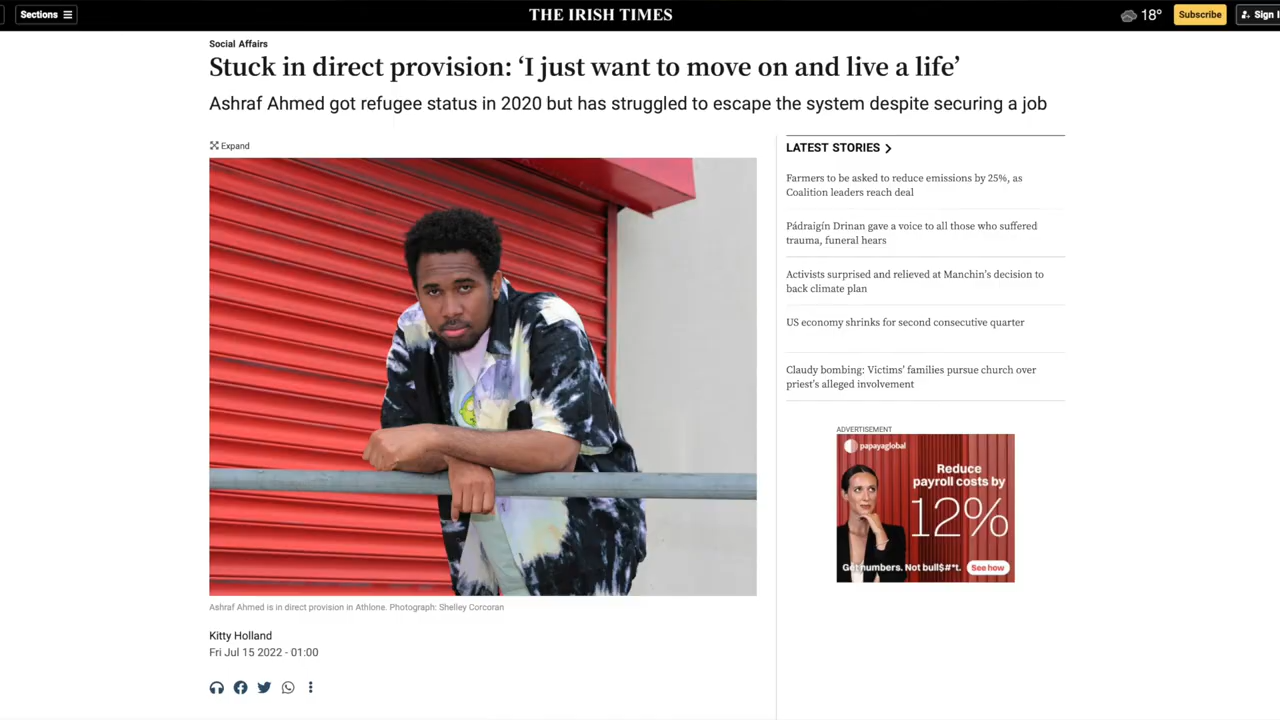 Sections
THE IRISH TIMES
18°
Subscribe
Sign
Social Affairs
Stuck in direct provision: ‘I just want to move on and live a life’
Ashraf Ahmed got refugee status in 2020 but has struggled to escape the system despite securing a job
Expand
LATEST STORIES
Farmers to be asked to reduce emissions by 25%, as
Coalition leaders reach deal
Pádraigín Drinan gave a voice to all those who suffered
trauma, funeral hears
Activists surprised and relieved at Manchin’s decision to
back climate plan
US economy shrinks for second consecutive quarter
Claudy bombing: Victims’ families pursue church over
priest’s alleged involvement
ADVERTISEMENT
papayaglobal
Reduce
payroll costs by
12%
Get numbers. Not bull$#*t.
See how
Ashraf Ahmed is in direct provision in Athlone. Photograph: Shelley Corcoran
Kitty Holland
Fri Jul 15 2022 - 01:00